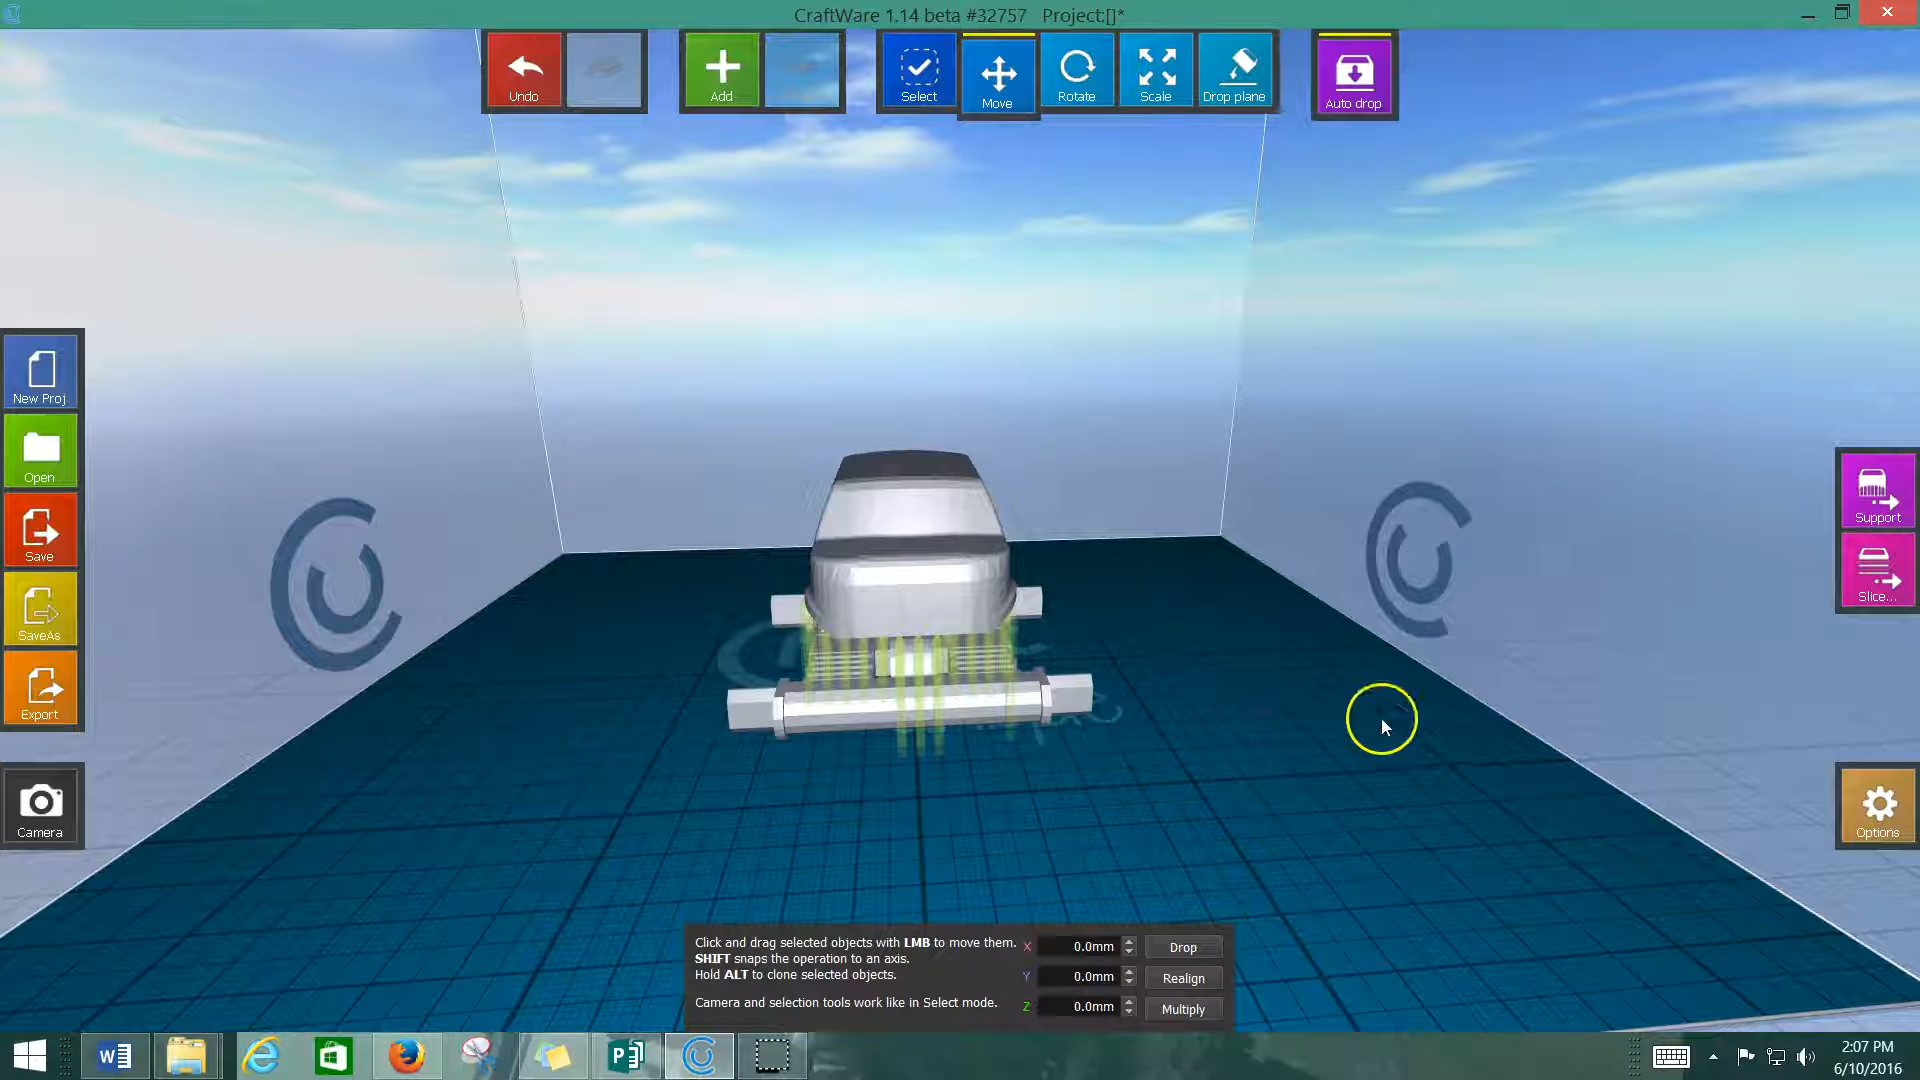 CraftWare 1.14 beta #32757   Project:[]*
Undo
Add
Select
Move
Rotate
Scale
Drop plane
Auto drop
New Proj
Open
Save
SaveAs
Export
Camera
Support
Slice...
Options
Click and drag selected objects with LMB to move them.
SHIFT snaps the operation to an axis.
Hold ALT to clone selected objects.
Camera and selection tools work like in Select mode.
X 0.0mm Drop
Y 0.0mm Realign
Z 0.0mm Multiply
2:07 PM
6/10/2016